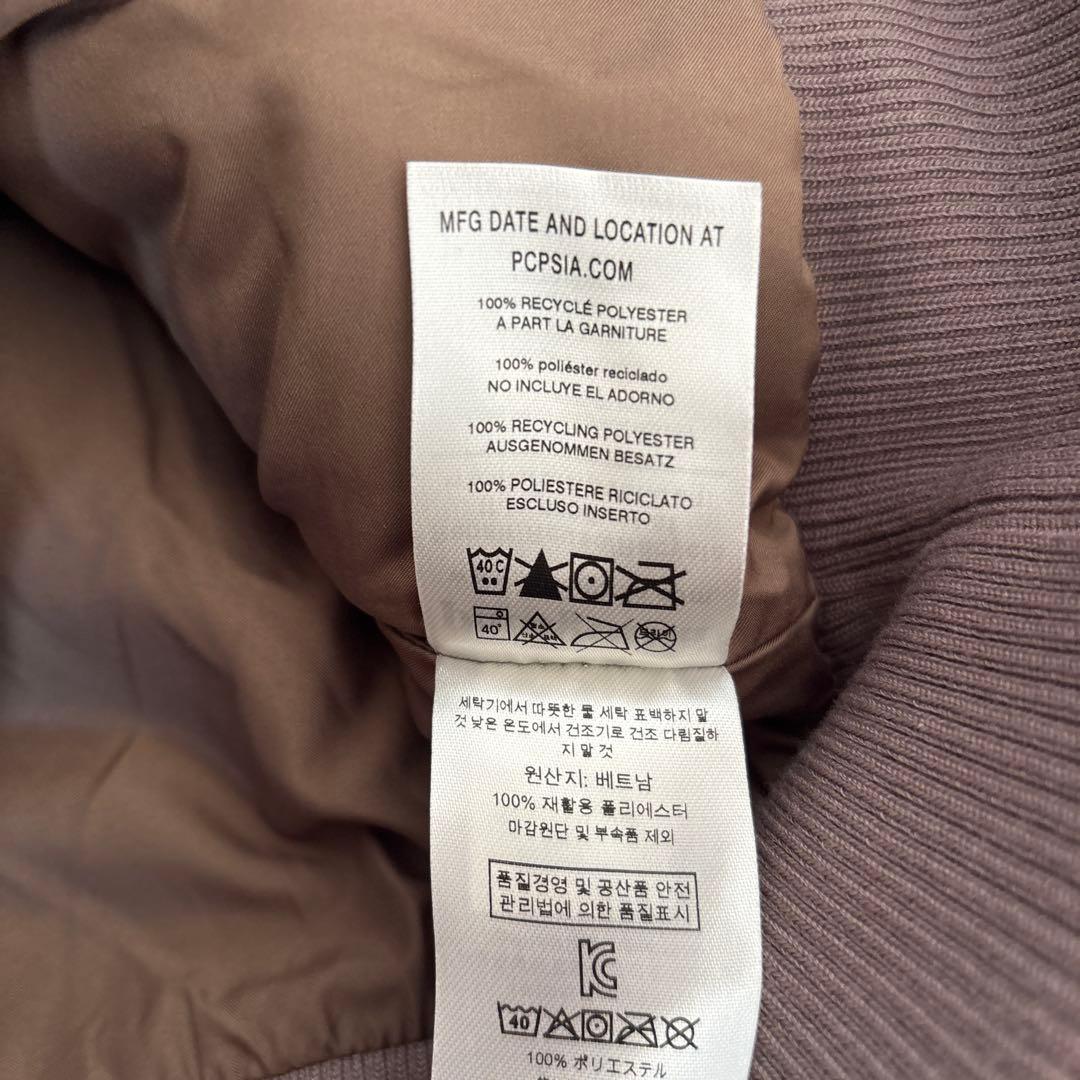 MFG DATE AND LOCATION AT
PCPSIA.COM
100% RECYCLÉ POLYESTER
A PART LA GARNITURE
100% poliéster reciclado
NO INCLUYE EL ADORNO
100% RECYCLING POLYESTER
AUSGENOMMEN BESATZ
100% POLIESTERE RICICLATO
ESCLUSO INSERTO
40 C
40°
드라이
세탁기에서 따뜻한 물 세탁 표백하지 말
것 낮은 온도에서 건조기로 건조 다림질하
지 말 것
원산지: 베트남
100% 재활용 폴리에스터
마감원단 및 부속품 제외
품질경영 및 공산품 안전
관리법에 의한 품질표시
40
100% ポリエステル